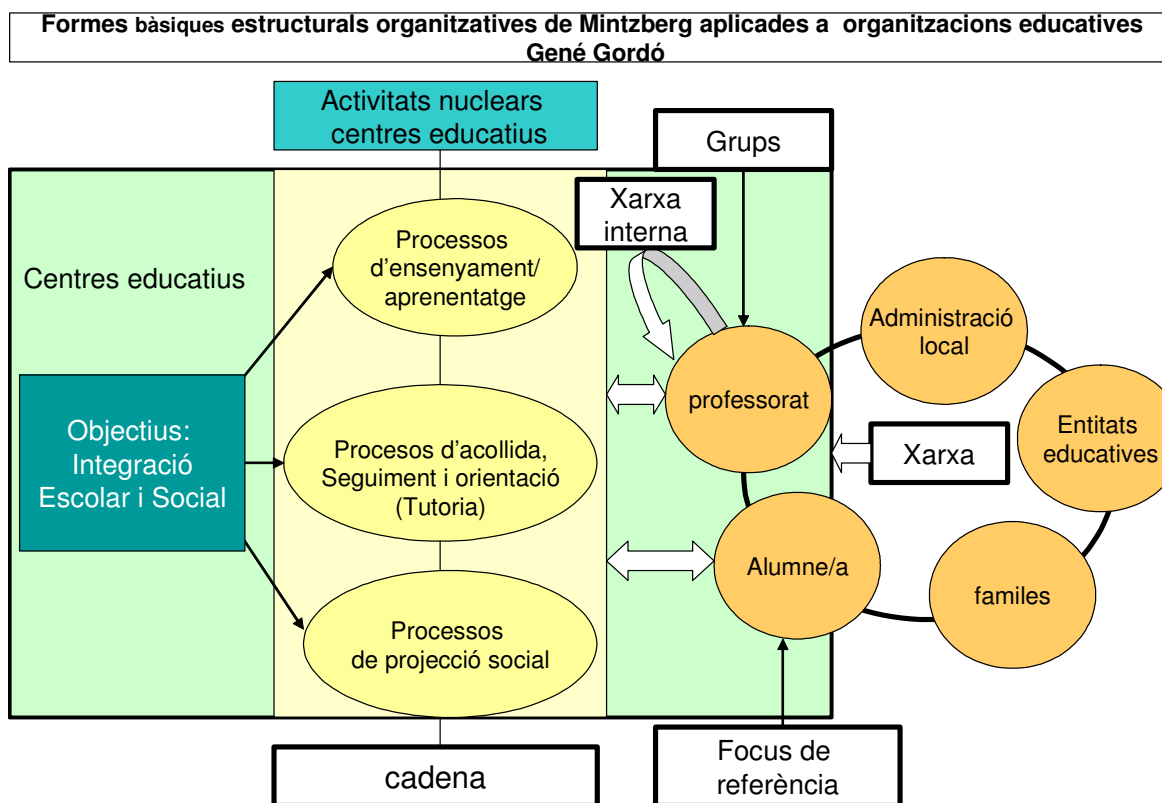 Formes bàsiques estructurals organitzatives de Mintzberg aplicades a organitzacions educatives
Gené Gordó
Activitats nuclears
centres educatius
Grups
Xarxa
interna
Centres educatius
Processos
d'ensenyament/
aprenentatge
Administració
local
Objectius:
Integració
Escolar i Social
Procesos d'acollida,
Seguiment i orientació
(Tutoria)
professorat
Xarxa
Entitats
educatives
Alumne/a
famílies
Processos
de projecció social
cadena
Focus de
referència